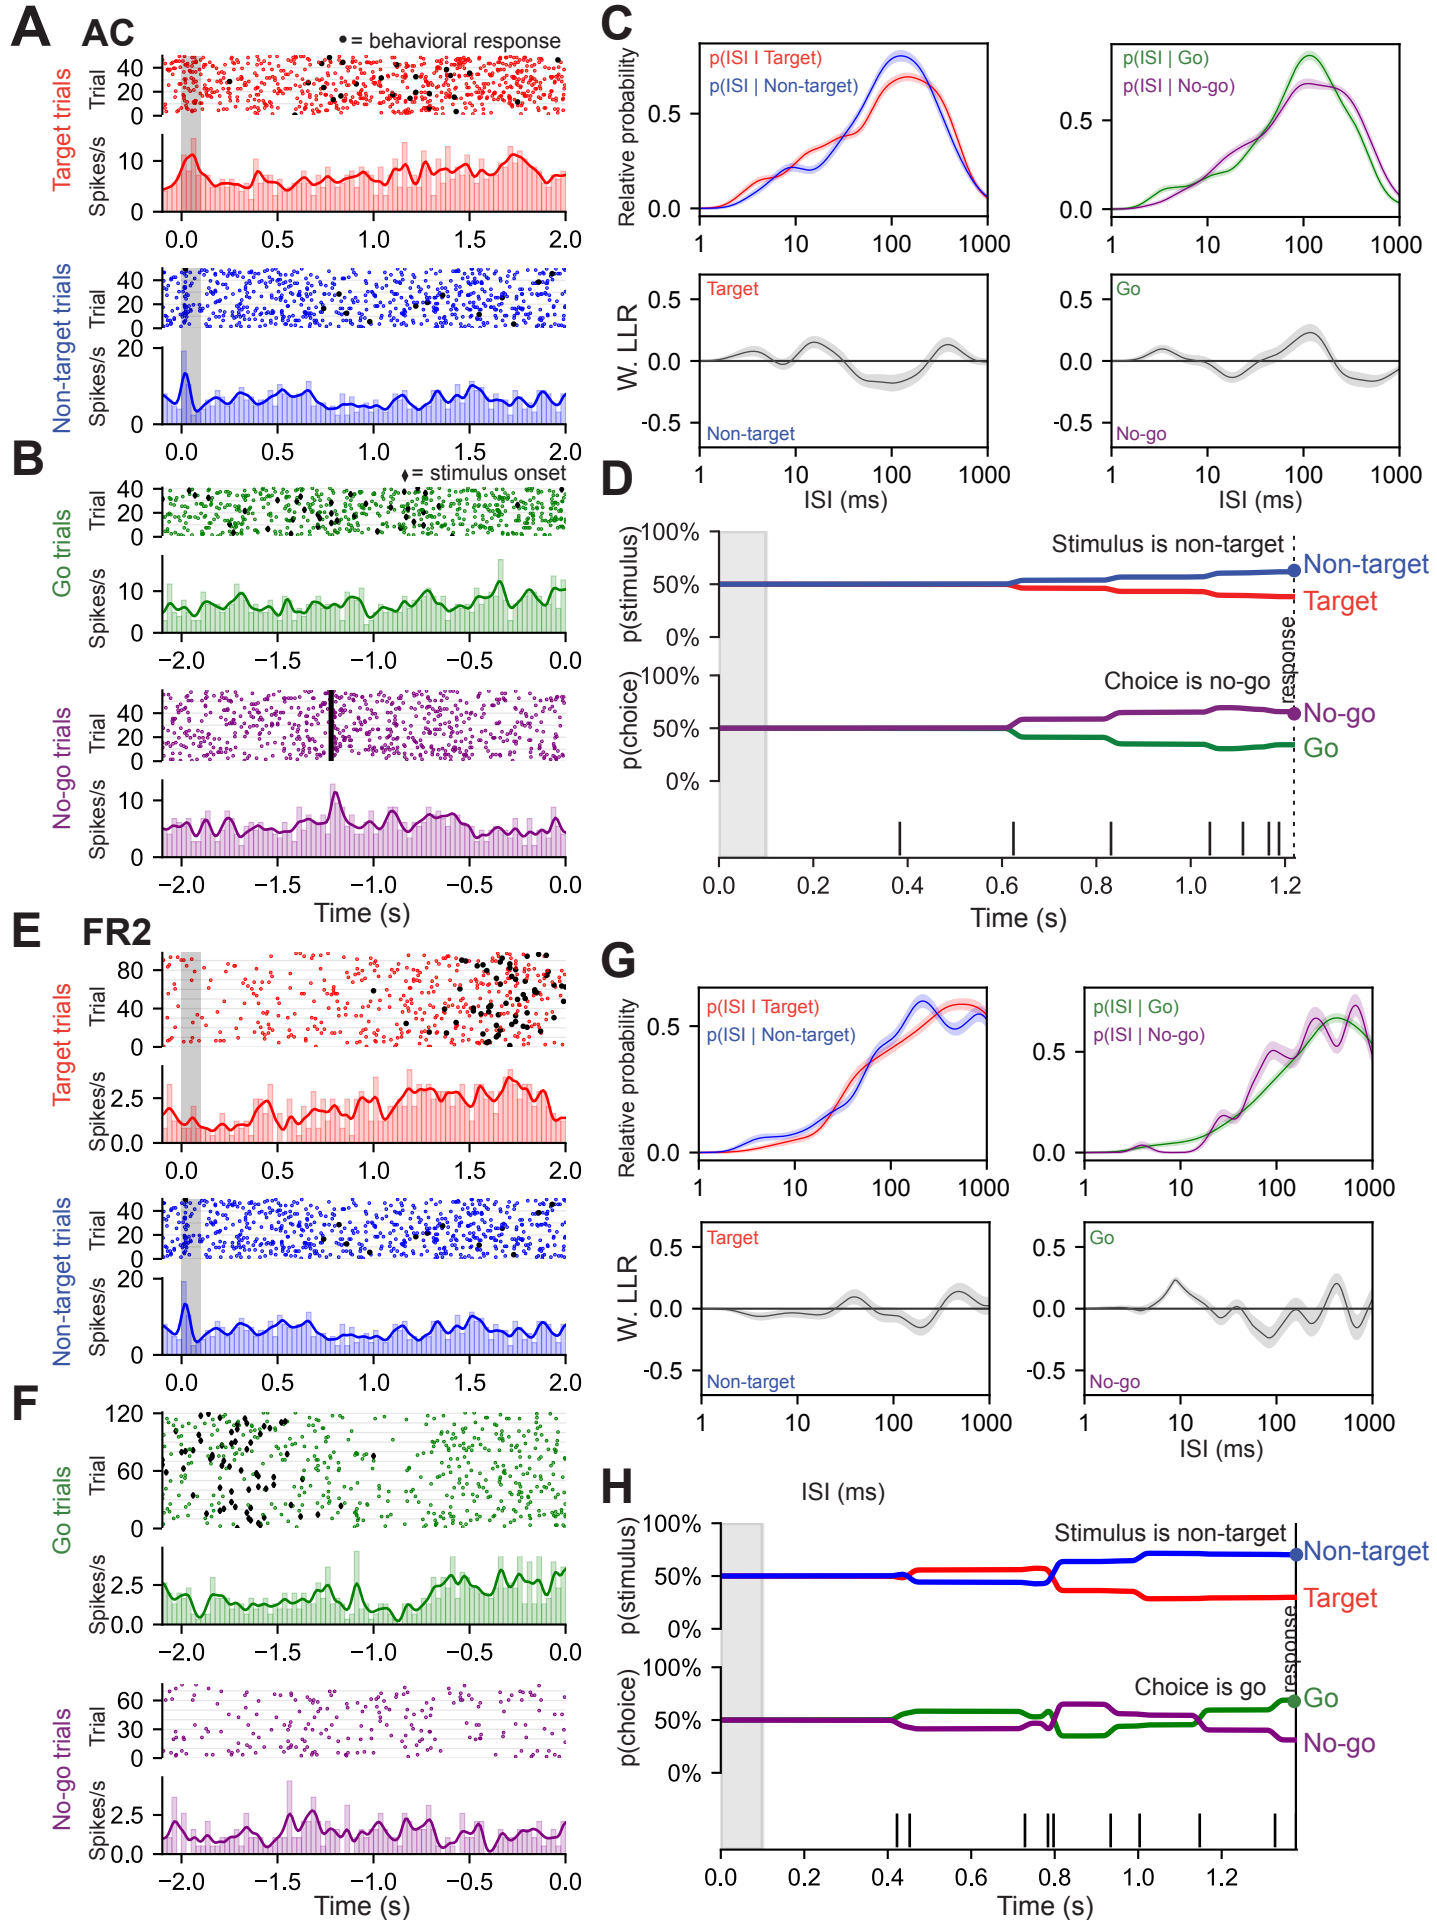 A AC
• = behavioral response
Target trials
Trial
40
20
0
Spikes/s
10
0
0.0 0.5 1.0 1.5 2.0
Non-target trials
Trial
40
20
0
Spikes/s
20
0
0.0 0.5 1.0 1.5 2.0
B
♦ = stimulus onset
Go trials
Trial
40
20
0
Spikes/s
10
0
−2.0 −1.5 −1.0 −0.5 0.0
No-go trials
Trial
40
20
0
Spikes/s
10
0
−2.0 −1.5 −1.0 −0.5 0.0
Time (s)
C
Relative probability
p(ISI I Target)
p(ISI | Non-target)
0.5
0.0
1 10 100 1000
p(ISI | Go)
p(ISI | No-go)
0.5
0.0
1 10 100 1000
W. LLR
Target
0.5
0.0
-0.5
Non-target
1 10 100 1000
ISI (ms)
Go
0.5
0.0
-0.5
No-go
1 10 100 1000
ISI (ms)
D
p(stimulus)
100%
50%
0%
Stimulus is non-target
Non-target
Target
response
p(choice)
100%
50%
0%
Choice is no-go
No-go
Go
0.0 0.2 0.4 0.6 0.8 1.0 1.2
Time (s)
E FR2
Target trials
Trial
80
40
0
Spikes/s
2.5
0.0
0.0 0.5 1.0 1.5 2.0
Non-target trials
Trial
40
20
0
Spikes/s
20
0
0.0 0.5 1.0 1.5 2.0
F
Go trials
Trial
120
60
0
Spikes/s
2.5
0.0
−2.0 −1.5 −1.0 −0.5 0.0
No-go trials
Trial
60
30
0
Spikes/s
2.5
0.0
−2.0 −1.5 −1.0 −0.5 0.0
Time (s)
G
Relative probability
p(ISI I Target)
p(ISI | Non-target)
0.5
0.0
1 10 100 1000
p(ISI | Go)
p(ISI | No-go)
0.5
0.0
1 10 100 1000
W. LLR
Target
0.5
0.0
-0.5
Non-target
1 10 100 1000
ISI (ms)
Go
0.5
0.0
-0.5
No-go
1 10 100 1000
ISI (ms)
H
p(stimulus)
100%
50%
0%
Stimulus is non-target
Non-target
Target
response
p(choice)
100%
50%
0%
Choice is go
Go
No-go
0.0 0.2 0.4 0.6 0.8 1.0 1.2
Time (s)